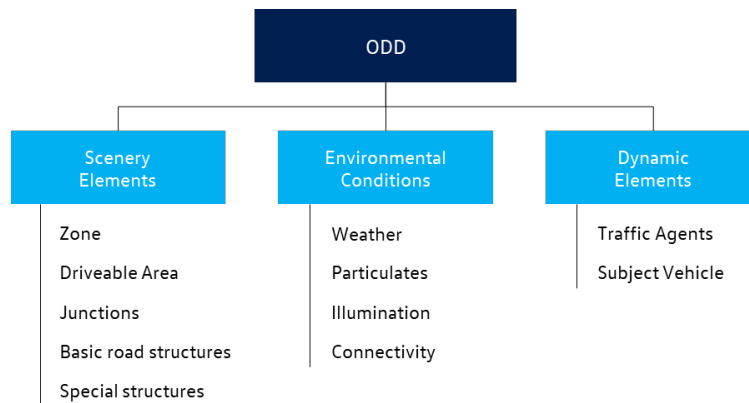 ODD
Scenery
Elements
Environmental
Conditions
Dynamic
Elements
Zone
Driveable Area
Junctions
Basic road structures
Special structures
Weather
Particulates
Illumination
Connectivity
Traffic Agents
Subject Vehicle